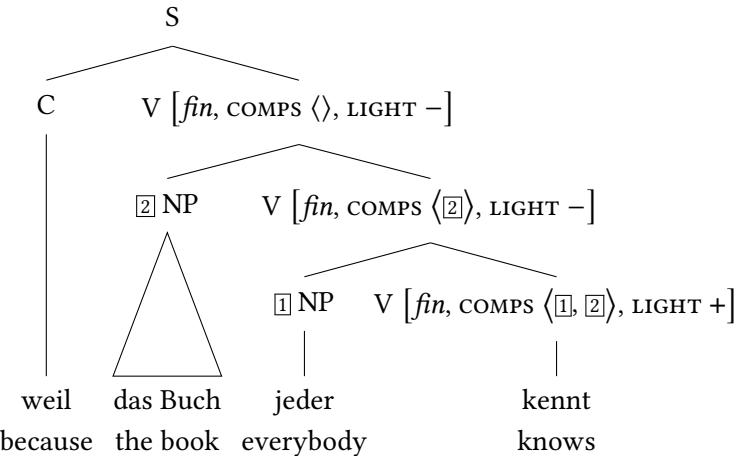 S
C V [fin, COMPS ⟨⟩, LIGHT −]
2 NP V [fin, COMPS ⟨2⟩, LIGHT −]
1 NP V [fin, COMPS ⟨1, 2⟩, LIGHT +]
weil das Buch jeder kennt
because the book everybody knows